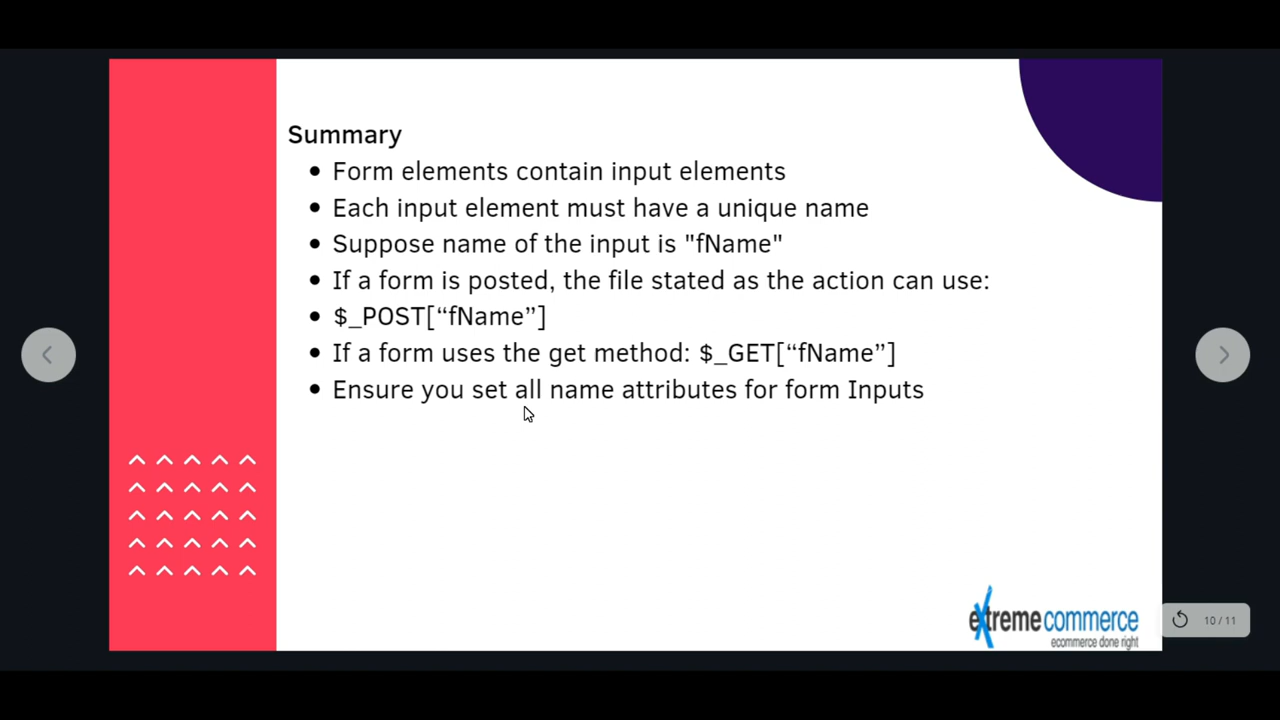 Summary
• Form elements contain input elements
• Each input element must have a unique name
• Suppose name of the input is "fName"
• If a form is posted, the file stated as the action can use:
• $_POST[“fName”]
• If a form uses the get method: $_GET[“fName”]
• Ensure you set all name attributes for form Inputs
extreme commerce
ecommerce done right
10 / 11